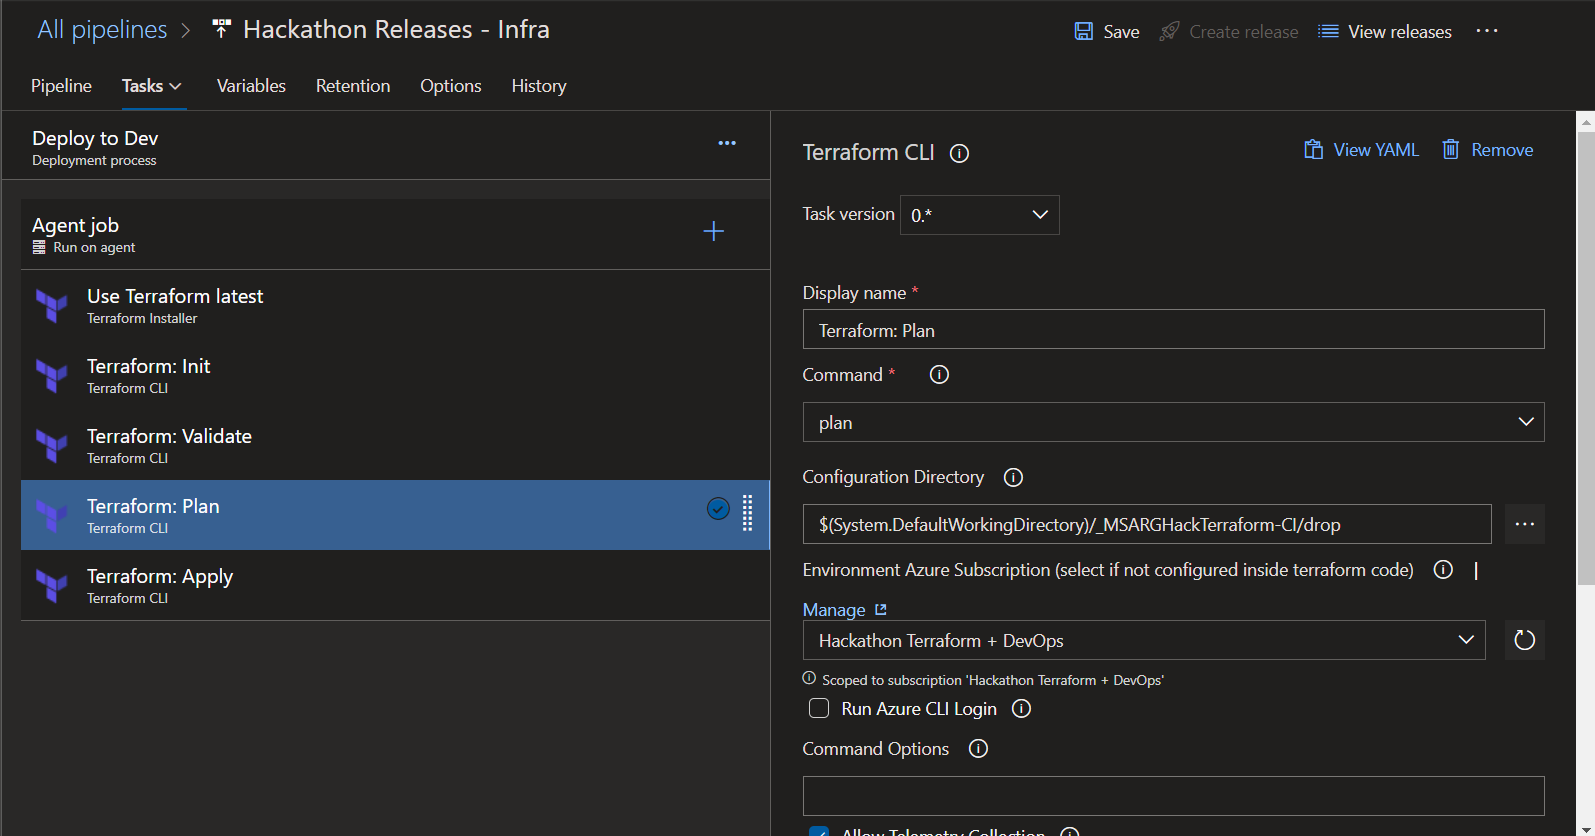 All pipelines > Hackathon Releases - Infra
Save Create release View releases ...
Pipeline Tasks Variables Retention Options History
Deploy to Dev
Deployment process
...
Agent job
Run on agent
Use Terraform latest
Terraform Installer
Terraform: Init
Terraform CLI
Terraform: Validate
Terraform CLI
Terraform: Plan
Terraform CLI
Terraform: Apply
Terraform CLI
Terraform CLI
View YAML Remove
Task version 0.*
Display name *
Terraform: Plan
Command *
plan
Configuration Directory
$(System.DefaultWorkingDirectory)/_MSARGHackTerraform-CI/drop ...
Environment Azure Subscription (select if not configured inside terraform code) |
Manage
Hackathon Terraform + DevOps
Scoped to subscription 'Hackathon Terraform + DevOps'
Run Azure CLI Login
Command Options
Allow Telemetry Collection